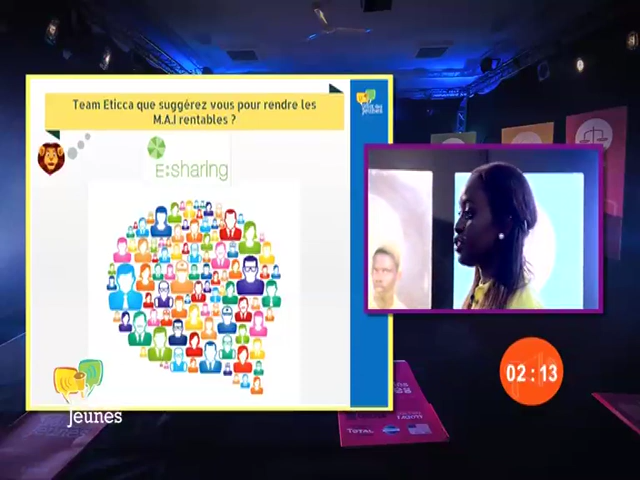 Team Eticca que suggérez vous pour rendre les
M.A.I rentables ?
E:sharing
Jeunes
02:13
TOTAL